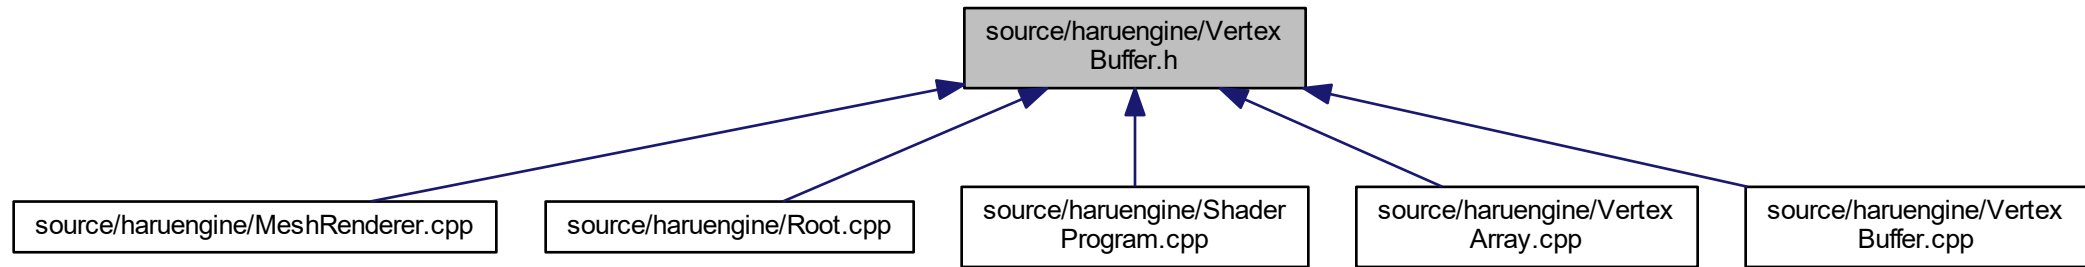 source/haruengine/Vertex
Buffer.h
source/haruengine/MeshRenderer.cpp
source/haruengine/Root.cpp
source/haruengine/Shader
Program.cpp
source/haruengine/Vertex
Array.cpp
source/haruengine/Vertex
Buffer.cpp